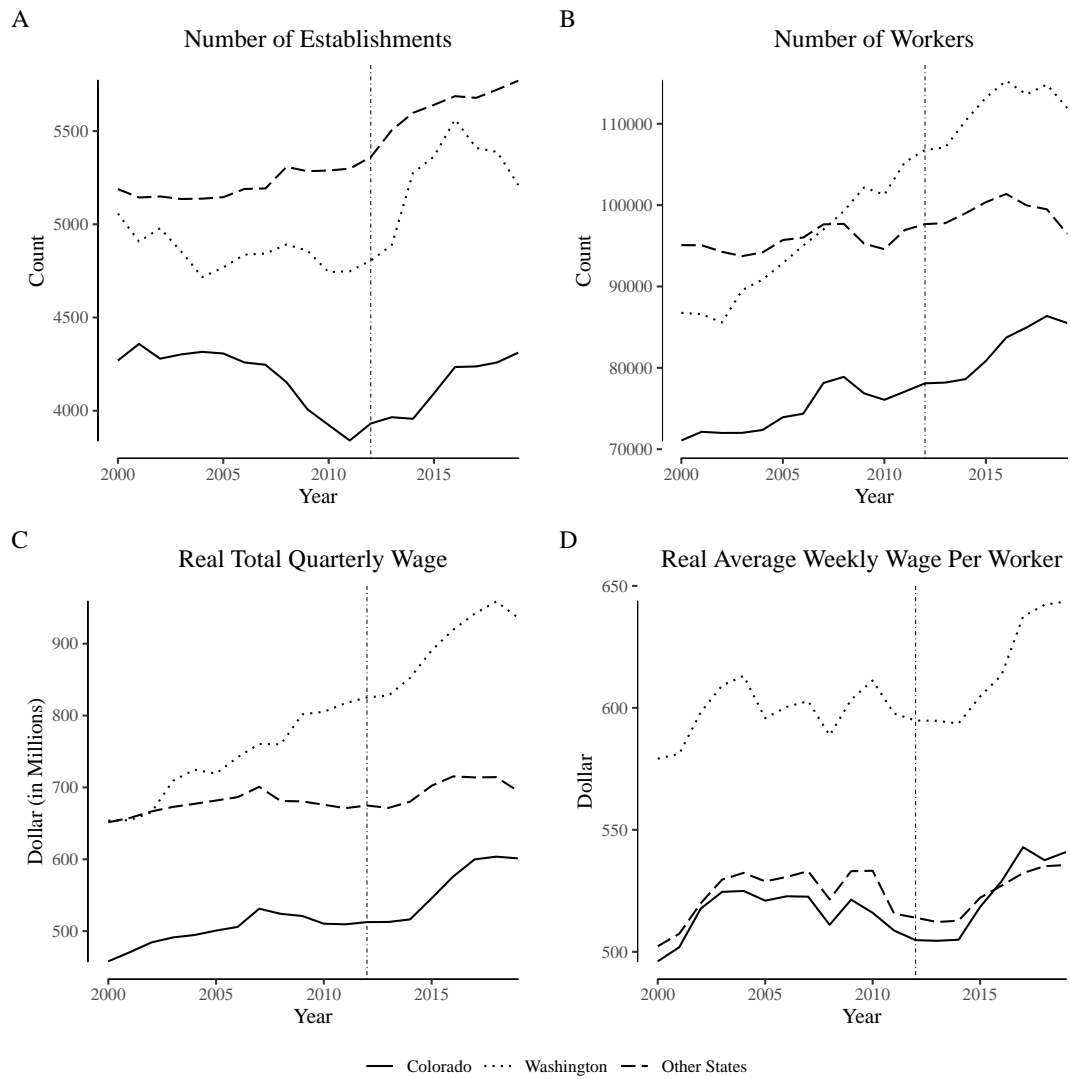 A
Number of Establishments
5500
5000
4500
4000
Count
2000 2005 2010 2015
Year
B
Number of Workers
110000
100000
90000
80000
70000
Count
2000 2005 2010 2015
Year
C
Real Total Quarterly Wage
900
800
700
600
500
Dollar (in Millions)
2000 2005 2010 2015
Year
D
Real Average Weekly Wage Per Worker
650
600
550
500
Dollar
2000 2005 2010 2015
Year
Colorado Washington Other States